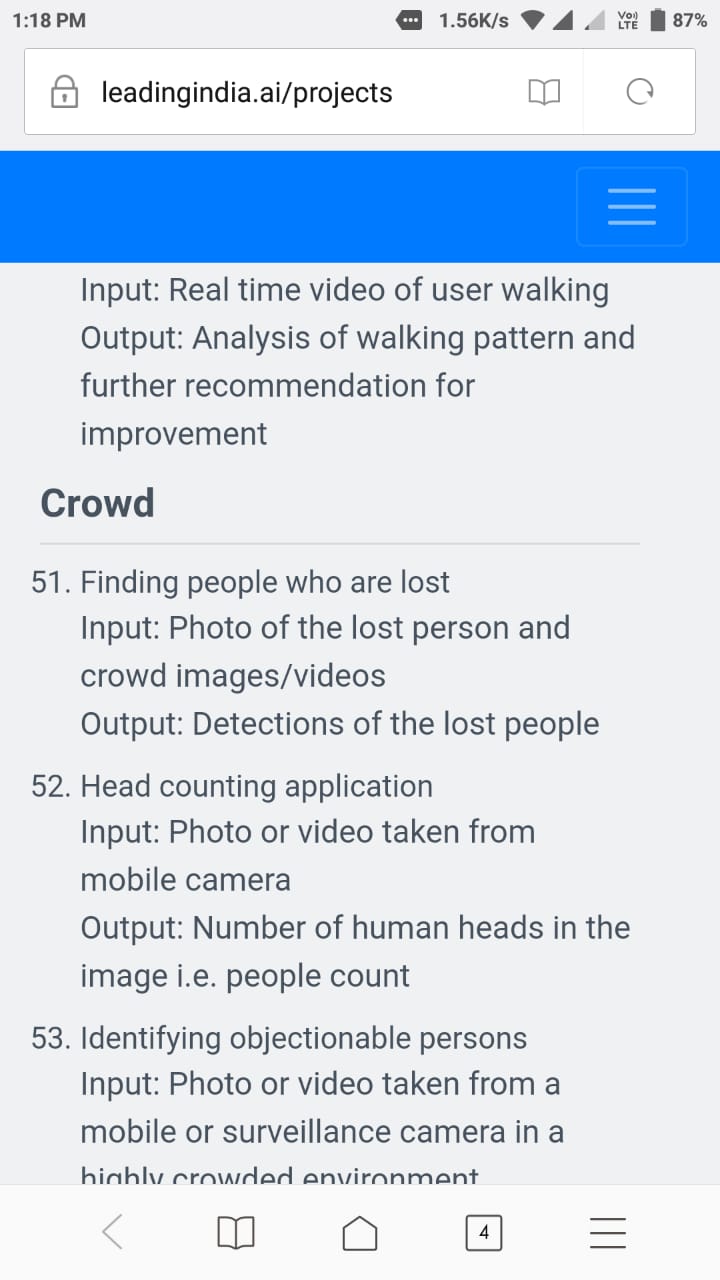 1:18 PM 1.56K/s Vo)) LTE 87%
leadingindia.ai/projects
Input: Real time video of user walking
Output: Analysis of walking pattern and
further recommendation for
improvement
Crowd
51. Finding people who are lost
Input: Photo of the lost person and
crowd images/videos
Output: Detections of the lost people
52. Head counting application
Input: Photo or video taken from
mobile camera
Output: Number of human heads in the
image i.e. people count
53. Identifying objectionable persons
Input: Photo or video taken from a
mobile or surveillance camera in a
highly crowded environment
4